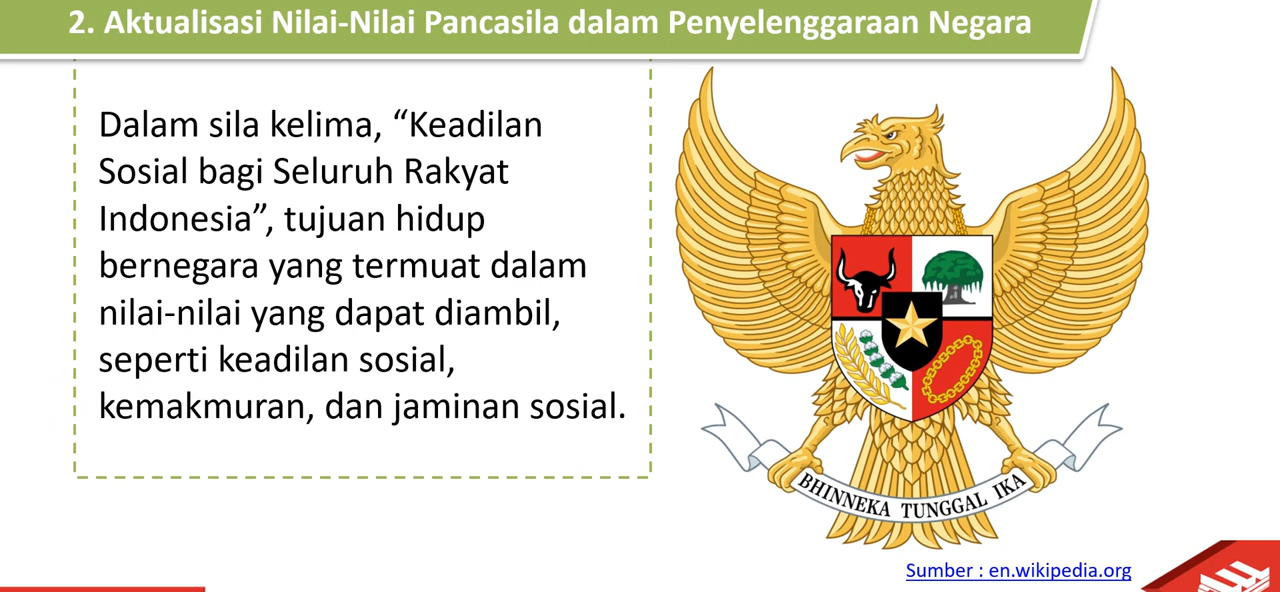 2. Aktualisasi Nilai-Nilai Pancasila dalam Penyelenggaraan Negara
Dalam sila kelima, “Keadilan
Sosial bagi Seluruh Rakyat
Indonesia”, tujuan hidup
bernegara yang termuat dalam
nilai-nilai yang dapat diambil,
seperti keadilan sosial,
kemakmuran, dan jaminan sosial.
BHINNEKA TUNGGAL IKA
Sumber : en.wikipedia.org